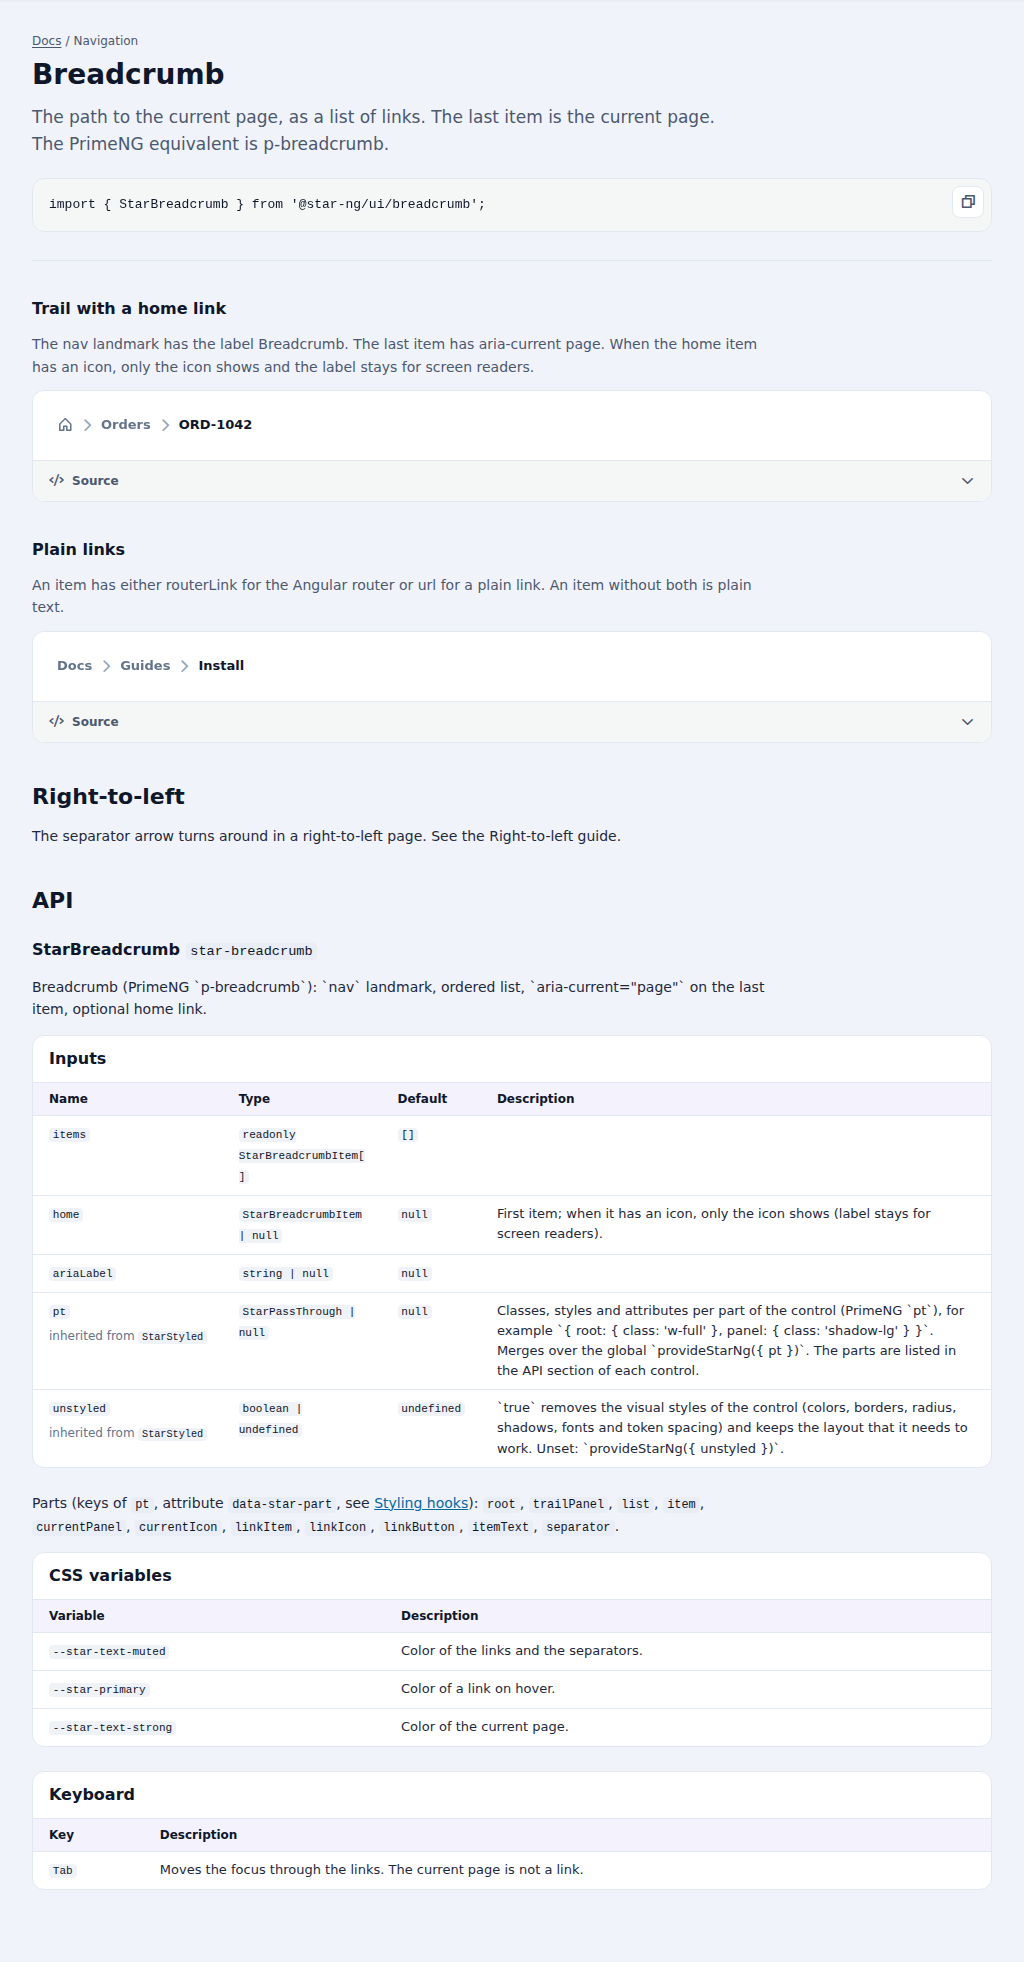 Docs / Navigation
Breadcrumb
The path to the current page, as a list of links. The last item is the current page.
The PrimeNG equivalent is p-breadcrumb.
import { StarBreadcrumb } from '@star-ng/ui/breadcrumb';
Trail with a home link
The nav landmark has the label Breadcrumb. The last item has aria-current page. When the home item
has an icon, only the icon shows and the label stays for screen readers.
Orders ORD-1042
Source
Plain links
An item has either routerLink for the Angular router or url for a plain link. An item without both is plain
text.
Docs Guides Install
Source
Right-to-left
The separator arrow turns around in a right-to-left page. See the Right-to-left guide.
API
StarBreadcrumb star-breadcrumb
Breadcrumb (PrimeNG `p-breadcrumb`): `nav` landmark, ordered list, `aria-current="page"` on the last
item, optional home link.
Inputs
Name Type Default Description
items readonly []
StarBreadcrumbItem[
]
home StarBreadcrumbItem null First item; when it has an icon, only the icon shows (label stays for
| null screen readers).
ariaLabel string | null null
pt StarPassThrough | null Classes, styles and attributes per part of the control (PrimeNG `pt`), for
inherited from StarStyled null example `{ root: { class: 'w-full' }, panel: { class: 'shadow-lg' } }`.
Merges over the global `provideStarNg({ pt })`. The parts are listed in
the API section of each control.
unstyled boolean | undefined `true` removes the visual styles of the control (colors, borders, radius,
inherited from StarStyled undefined shadows, fonts and token spacing) and keeps the layout that it needs to
work. Unset: `provideStarNg({ unstyled })`.
Parts (keys of pt, attribute data-star-part, see Styling hooks): root, trailPanel, list, item,
currentPanel, currentIcon, linkItem, linkIcon, linkButton, itemText, separator.
CSS variables
Variable Description
--star-text-muted Color of the links and the separators.
--star-primary Color of a link on hover.
--star-text-strong Color of the current page.
Keyboard
Key Description
Tab Moves the focus through the links. The current page is not a link.